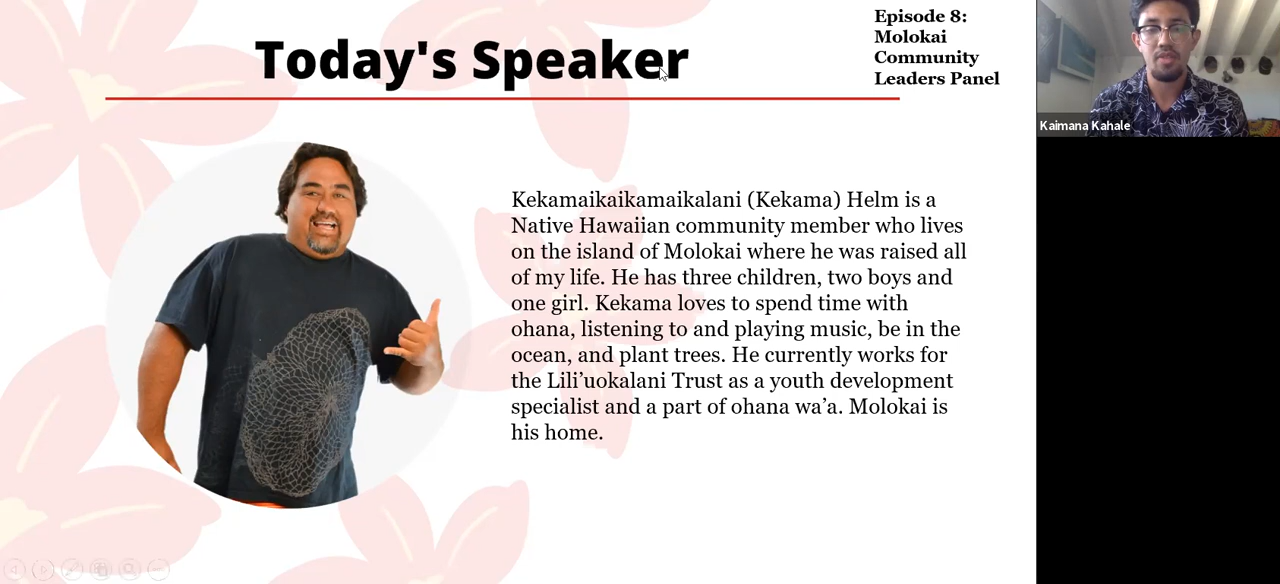 Today's Speaker
Episode 8:
Molokai
Community
Leaders Panel
Kaimana Kahale
Kekamaikaikamaikalani (Kekama) Helm is a
Native Hawaiian community member who lives
on the island of Molokai where he was raised all
of my life. He has three children, two boys and
one girl. Kekama loves to spend time with
ohana, listening to and playing music, be in the
ocean, and plant trees. He currently works for
the Lili’uokalani Trust as a youth development
specialist and a part of ohana wa’a. Molokai is
his home.